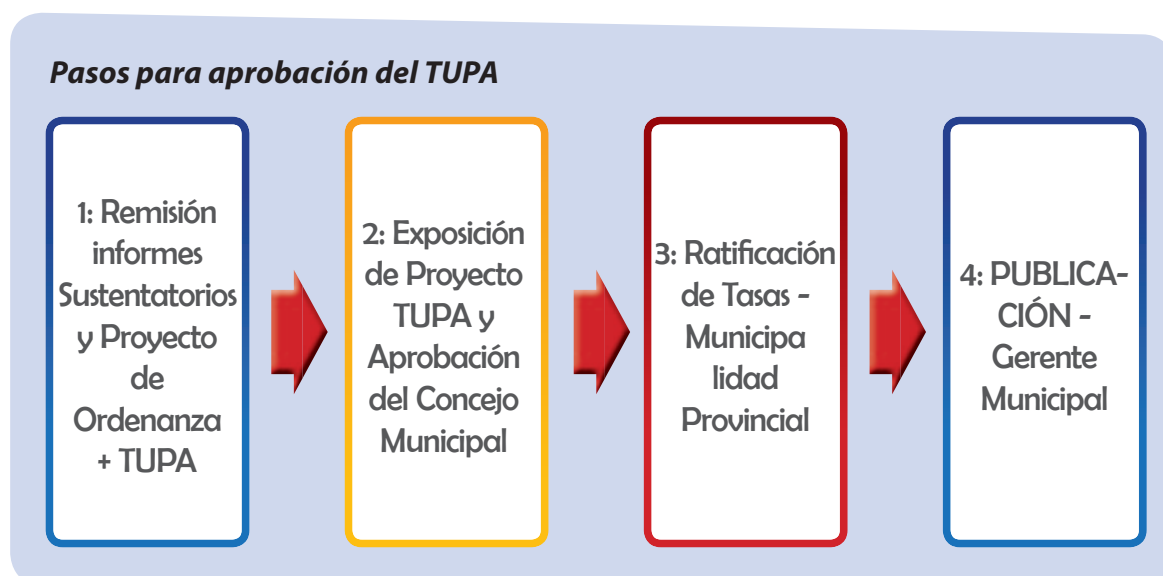 Pasos para aprobación del TUPA
1: Remisión
informes
Sustentatorios
y Proyecto
de
Ordenanza
+ TUPA
2: Exposición
de Proyecto
TUPA y
Aprobación
del Concejo
Municipal
3: Ratificación
de Tasas -
Municipa
lidad
Provincial
4: PUBLICA-
CIÓN -
Gerente
Municipal